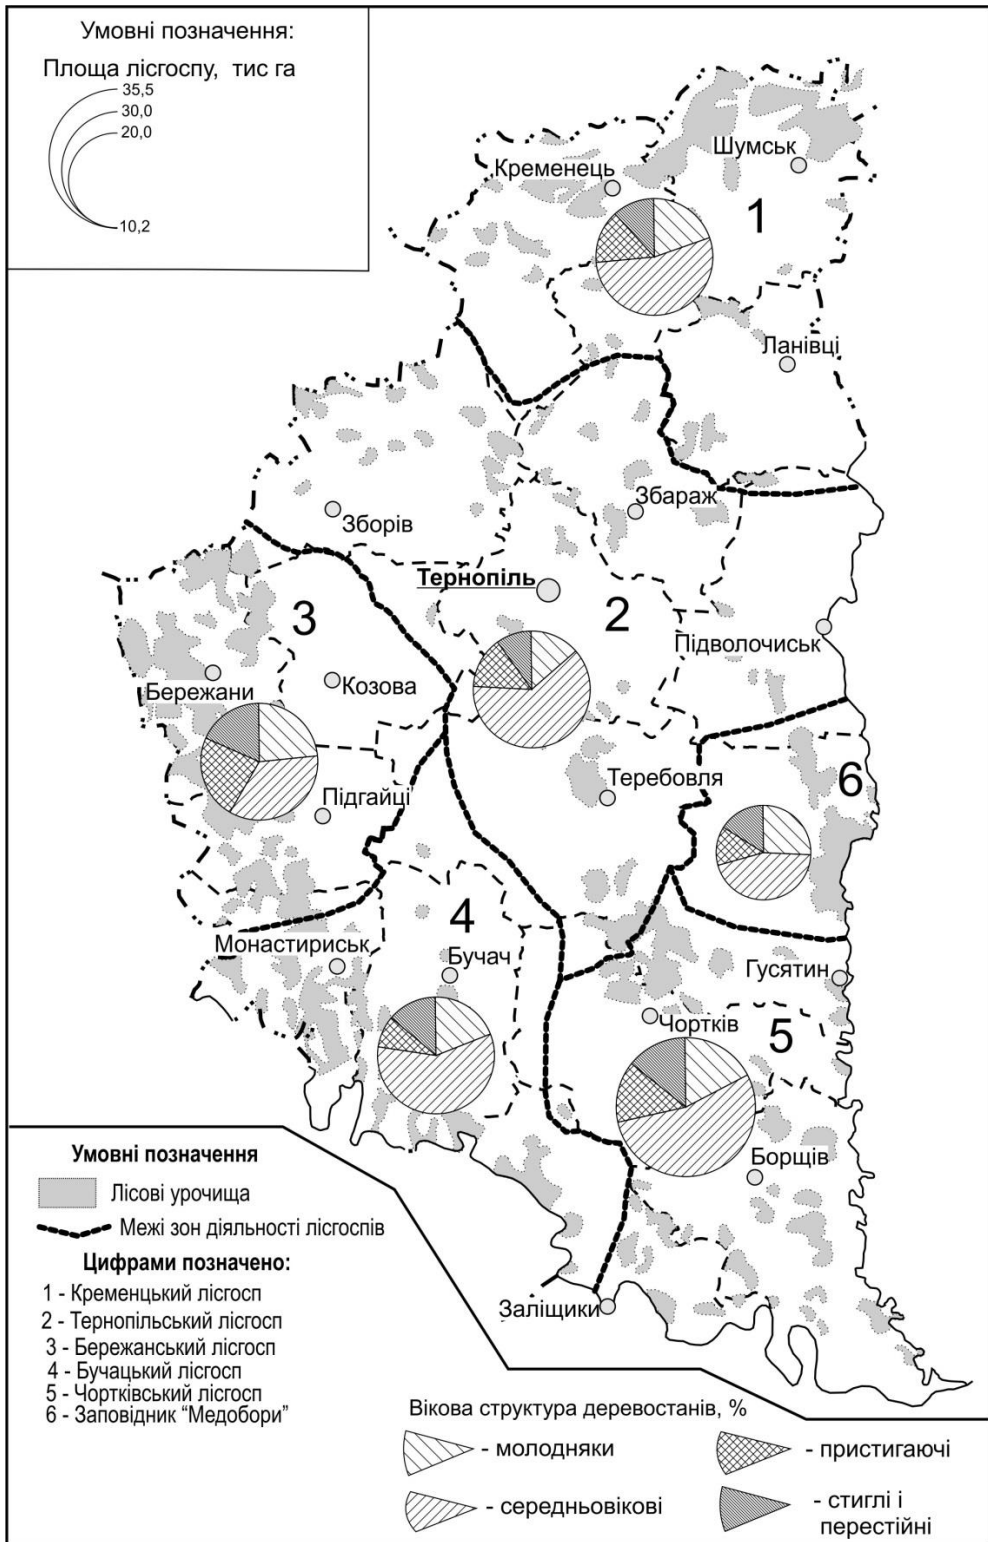 Умовні позначення:
Площа лісгоспу, тис га
35,5
30,0
20,0
10,2
Шумськ
Кременець
1
Ланівці
Збараж
Зборів
Тернопіль
3
2
Підволочиськ
Бережани
Козова
6
Теребовля
Підгайці
4
Монастириськ
Бучач
Гусятин
Чортків
5
Борщів
Заліщики
Умовні позначення
Лісові урочища
Межі зон діяльності лісгоспів
Цифрами позначено:
1 - Кременцький лісгосп
2 - Тернопільський лісгосп
3 - Бережанський лісгосп
4 - Бучацький лісгосп
5 - Чортківський лісгосп
6 - Заповідник “Медобори”
Вікова структура деревостанів, %
- молодняки
- пристигаючі
- середньовікові
- стиглі і
перестійні